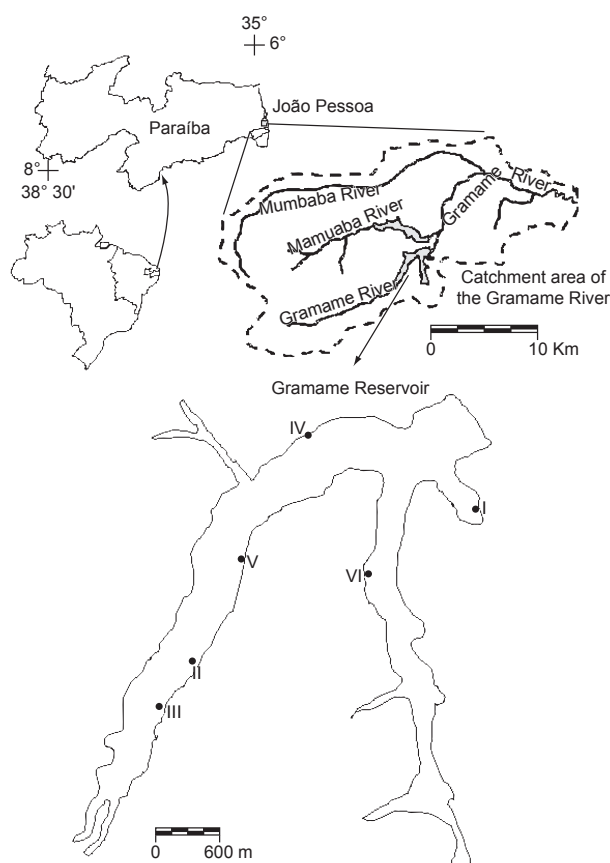 35°
6°
João Pessoa
Paraíba
8°
38° 30'
Mumbaba River
Gramame River
Mamuaba River
Gramame River
Catchment area of
the Gramame River
0 10 Km
Gramame Reservoir
IV
I
V
VI
II
III
0 600 m